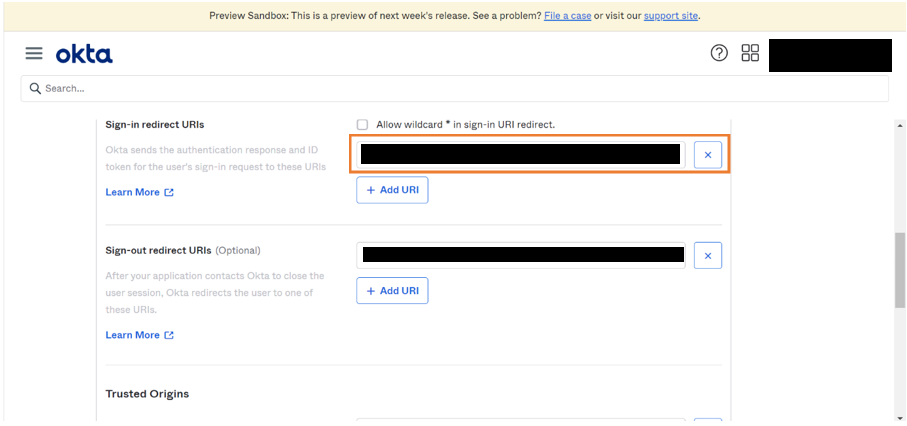 Preview Sandbox: This is a preview of next week's release. See a problem? File a case or visit our support site.
okta
Search...
Sign-in redirect URIs
Allow wildcard * in sign-in URI redirect.
Okta sends the authentication response and ID
token for the user's sign-in request to these URIs
Learn More
+ Add URI
Sign-out redirect URIs (Optional)
After your application contacts Okta to close the
user session, Okta redirects the user to one of
these URIs.
+ Add URI
Learn More
Trusted Origins